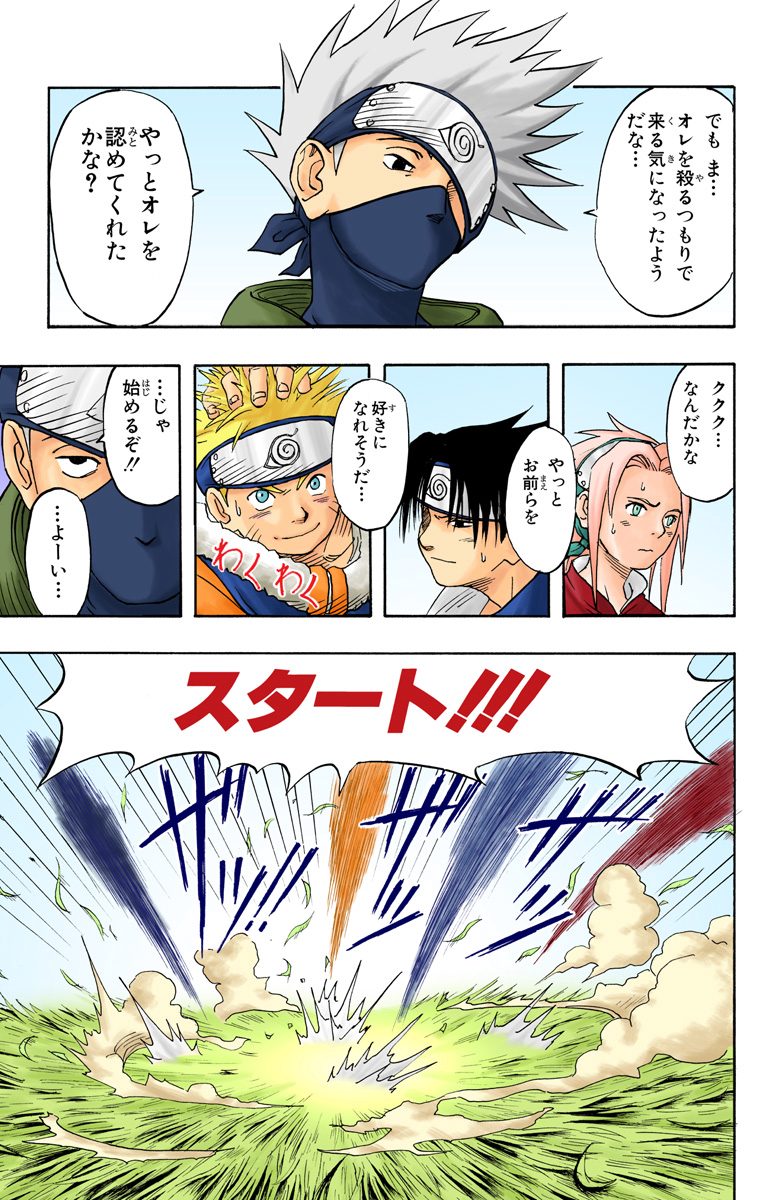 でも ま…
オレを殺るつもりで
来る気になったよう
だな…
やっとオレを
認めてくれた
かな?
ククク…
なんだかな
やっと
お前らを
好きに
なれそうだ…
わくわく
…じゃ
始めるぞ!!
…よーい…
スタート!!!
ザッ
ザッ
ザッ!!